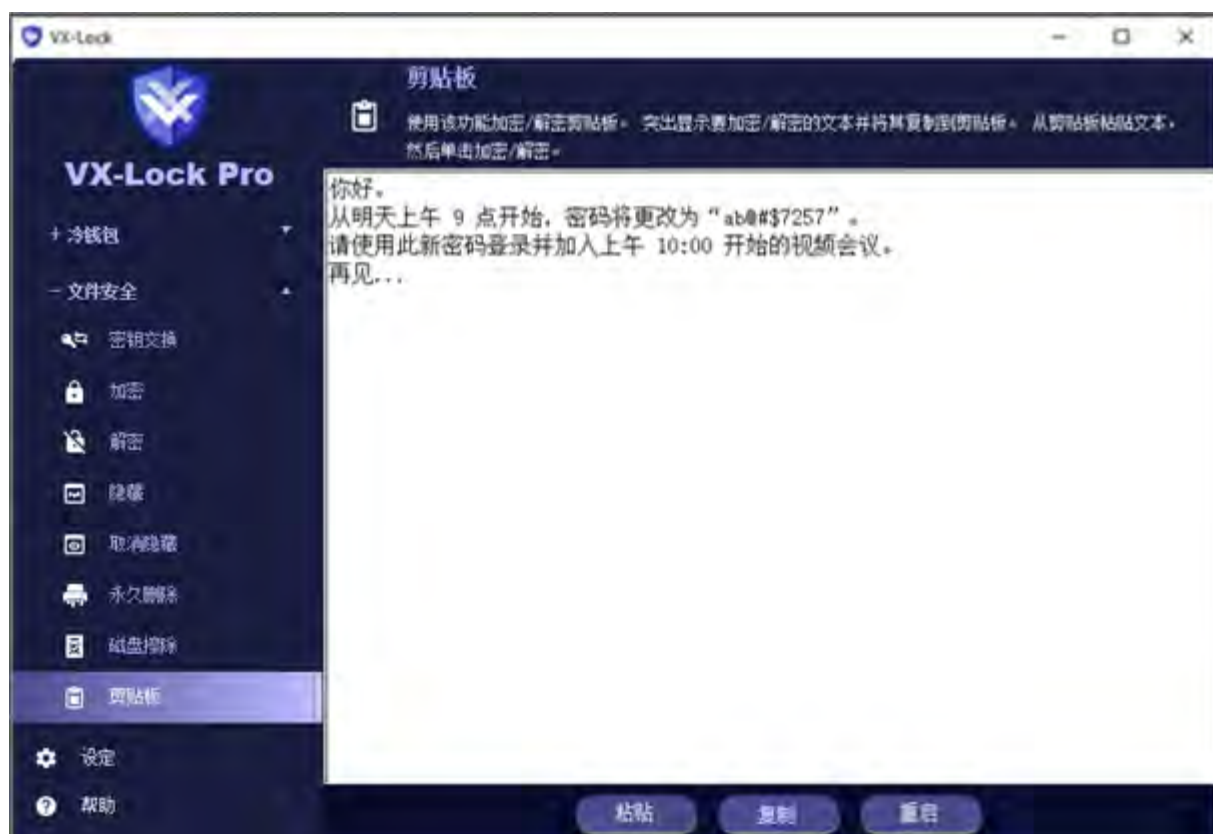 VX-Lock
VX-Lock Pro
+ 冷钱包
- 文件安全
密钥交换
加密
解密
隐藏
取消隐藏
永久删除
磁盘擦除
剪贴板
设定
帮助
剪贴板
使用该功能加密/解密剪贴板。 突出显示要加密/解密的文本并将其复制到剪贴板。 从剪贴板粘贴文本，
然后单击加密/解密。
你好。
从明天上午 9 点开始，密码将更改为“ab@#$7257”。
请使用此新密码登录并加入上午 10:00 开始的视频会议。
再见...
粘贴
复制
重启